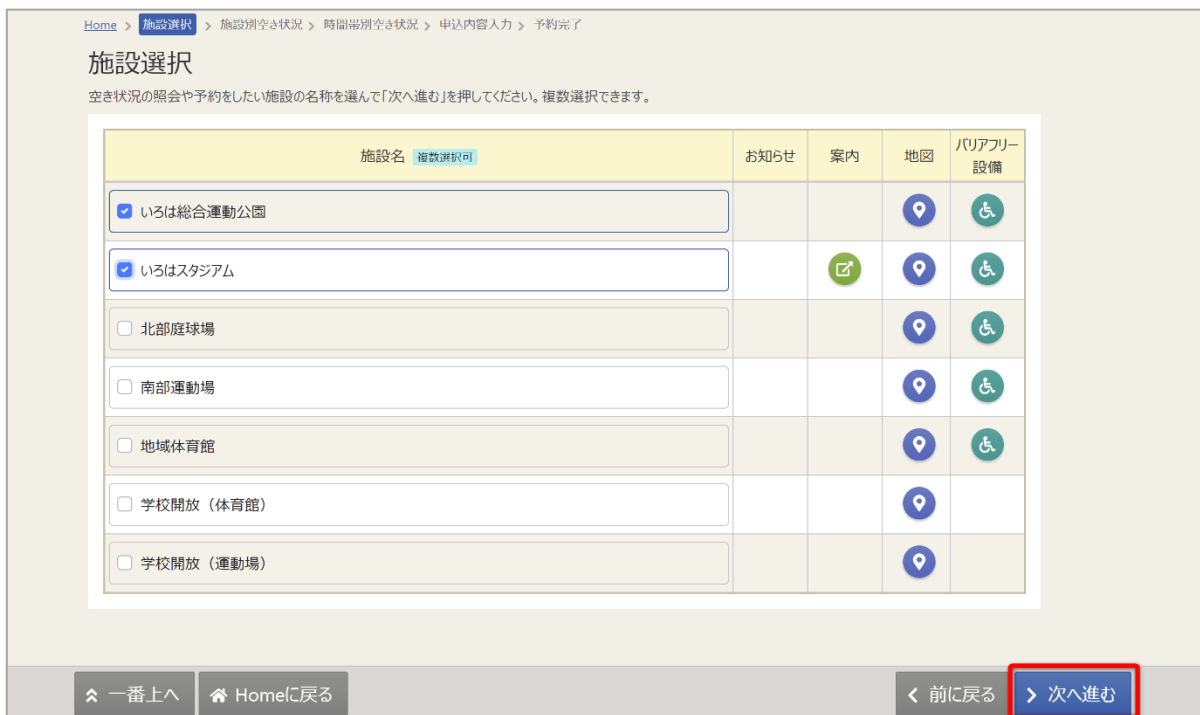 Home > 施設選択 > 施設別空き状況 > 時間帯別空き状況 > 申込内容入力 > 予約完了
施設選択
空き状況の照会や予約をしたい施設の名称を選んで「次へ進む」を押してください。複数選択できます。
施設名 複数選択可 お知らせ 案内 地図 バリアフリー設備
いろは総合運動公園
いろはスタジアム
北部庭球場
南部運動場
地域体育館
学校開放（体育館）
学校開放（運動場）
一番上へ Homeに戻る 前に戻る 次へ進む